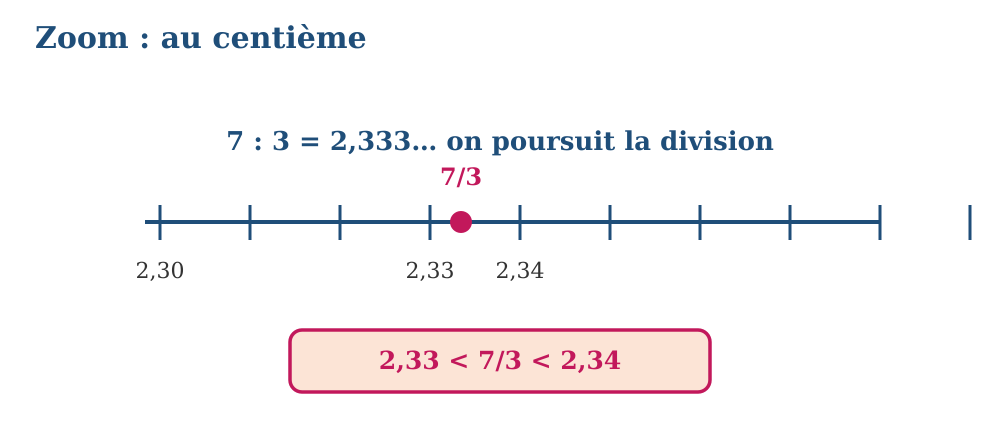 Zoom : au centième
7 : 3 = 2,333… on poursuit la division
7/3
2,30 2,33 2,34
2,33 < 7/3 < 2,34